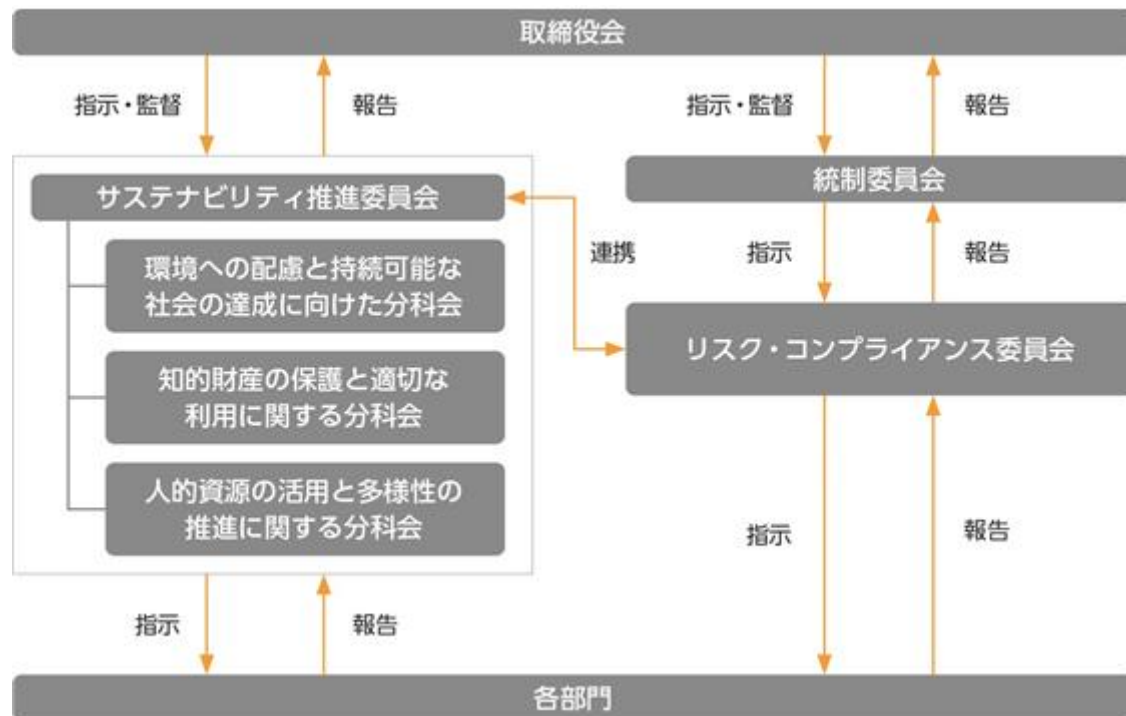 取締役会
指示・監督
報告
指示・監督
報告
サステナビリティ推進委員会
環境への配慮と持続可能な
社会の達成に向けた分科会
知的財産の保護と適切な
利用に関する分科会
人的資源の活用と多様性の
推進に関する分科会
連携
統制委員会
指示
報告
リスク・コンプライアンス委員会
指示
報告
指示
報告
各部門